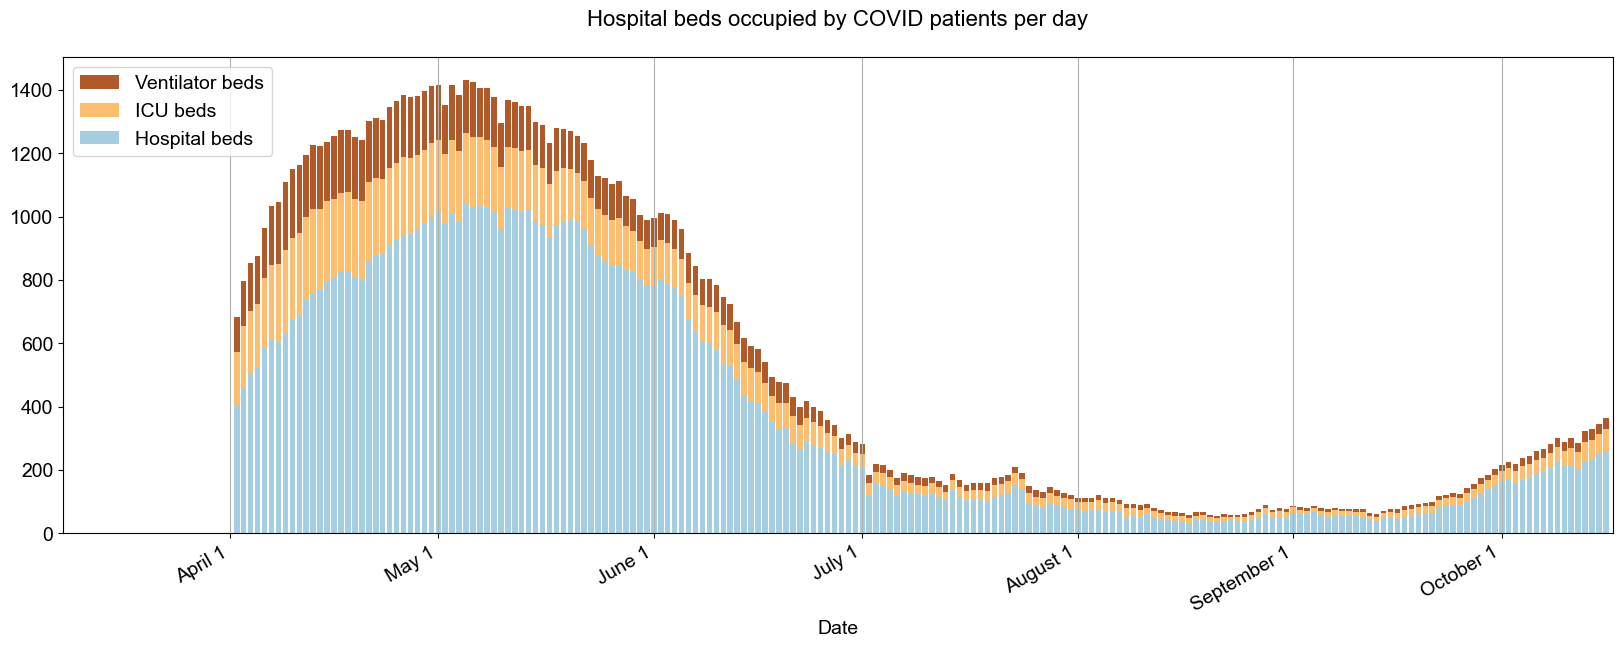 Hospital beds occupied by COVID patients per day
Ventilator beds
ICU beds
Hospital beds
1400
1200
1000
800
600
400
200
0
April 1
May 1
June 1
July 1
August 1
September 1
October 1
Date